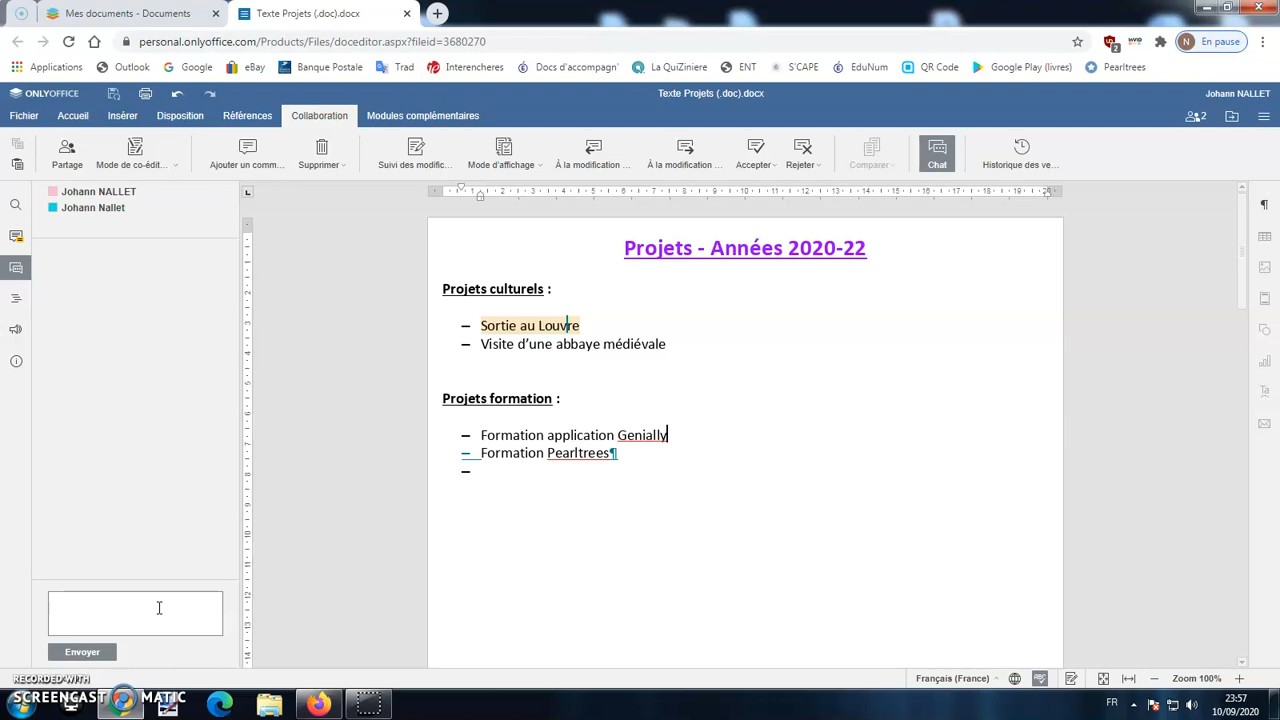 Mes documents - Documents
Texte Projets (.doc).docx
personal.onlyoffice.com/Products/Files/doceditor.aspx?fileid=3680270
2
N En pause
Applications Outlook Google eBay Banque Postale Trad Intercheres Docs d'accompagn' La QuiZiniere ENT S'CAPE EduNum QR Code Google Play (livres) Pearltrees
ONLYOFFICE
Texte Projets (.doc).docx
Johann NALLET
Fichier Accueil Insérer Disposition Références Collaboration Modules complémentaires
2
Partage Mode de co-édit... Ajouter un comm... Supprimer Suivi des modific... Mode d'affichage À la modification ... À la modification ... Accepter Rejeter Comparer Chat Historique des ve...
Johann NALLET
Johann Nallet
Projets - Années 2020-22
Projets culturels :
– Sortie au Louvre
– Visite d’une abbaye médiévale
Projets formation :
– Formation application Genially
– Formation Pearltrees¶
–
Envoyer
Français (France)
Zoom 100%
RECORDED WITH
SCREENCAST MATIC
FR
23:57
10/09/2020